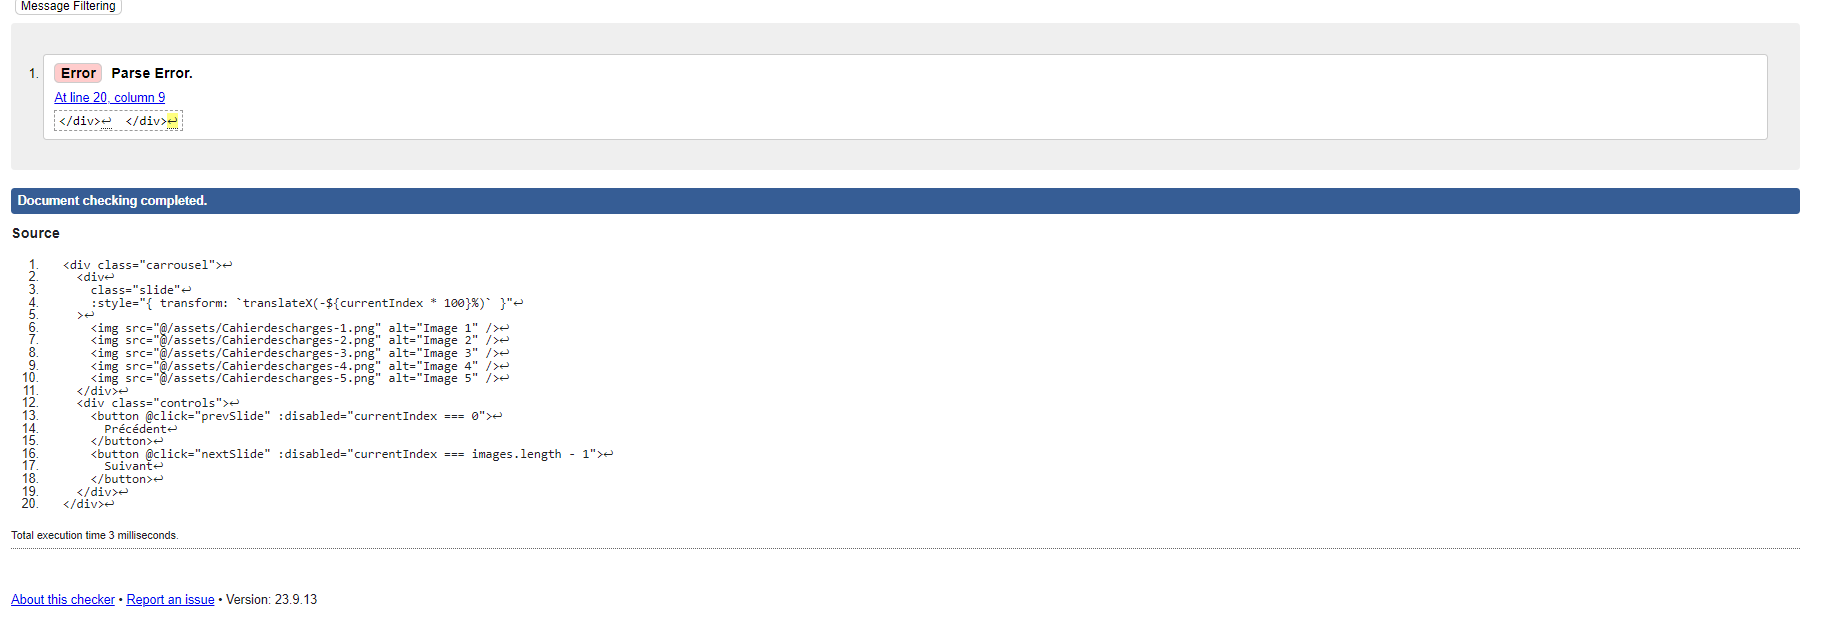 Message Filtering
1. Error Parse Error.
At line 20, column 9
</div>↩  </div>↩
Document checking completed.
Source
1. <div class="carrousel">↩
2.   <div↩
3.     class="slide"↩
4.     :style="{ transform: `translateX(-${currentIndex * 100}%)` }"↩
5.   >↩
6.     <img src="@/assets/Cahierdescharges-1.png" alt="Image 1" />↩
7.     <img src="@/assets/Cahierdescharges-2.png" alt="Image 2" />↩
8.     <img src="@/assets/Cahierdescharges-3.png" alt="Image 3" />↩
9.     <img src="@/assets/Cahierdescharges-4.png" alt="Image 4" />↩
10.     <img src="@/assets/Cahierdescharges-5.png" alt="Image 5" />↩
11.   </div>↩
12.   <div class="controls">↩
13.     <button @click="prevSlide" :disabled="currentIndex === 0">↩
14.       Précédent↩
15.     </button>↩
16.     <button @click="nextSlide" :disabled="currentIndex === images.length - 1">↩
17.       Suivant↩
18.     </button>↩
19.   </div>↩
20. </div>↩
Total execution time 3 milliseconds.
About this checker • Report an issue • Version: 23.9.13